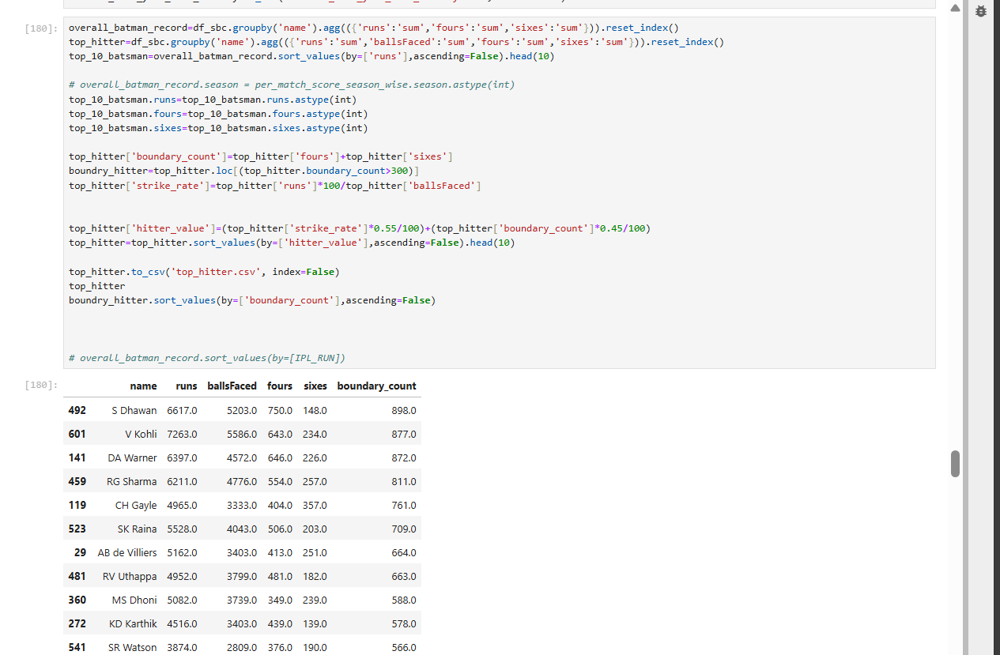 [180]:
overall_batman_record=df_sbc.groupby('name').agg(({'runs':'sum','fours':'sum','sixes':'sum'})).reset_index()
top_hitter=df_sbc.groupby('name').agg(({'runs':'sum','ballsFaced':'sum','fours':'sum','sixes':'sum'})).reset_index()
top_10_batsman=overall_batman_record.sort_values(by=['runs'],ascending=False).head(10)
# overall_batman_record.season = per_match_score_season_wise.season.astype(int)
top_10_batsman.runs=top_10_batsman.runs.astype(int)
top_10_batsman.fours=top_10_batsman.fours.astype(int)
top_10_batsman.sixes=top_10_batsman.sixes.astype(int)
top_hitter['boundary_count']=top_hitter['fours']+top_hitter['sixes']
boundry_hitter=top_hitter.loc[(top_hitter.boundary_count>300)]
top_hitter['strike_rate']=top_hitter['runs']*100/top_hitter['ballsFaced']
top_hitter['hitter_value']=(top_hitter['strike_rate']*0.55/100)+(top_hitter['boundary_count']*0.45/100)
top_hitter=top_hitter.sort_values(by=['hitter_value'],ascending=False).head(10)
top_hitter.to_csv('top_hitter.csv', index=False)
top_hitter
boundry_hitter.sort_values(by=['boundary_count'],ascending=False)
# overall_batman_record.sort_values(by=[IPL_RUN])
[180]:
name runs ballsFaced fours sixes boundary_count
492 S Dhawan 6617.0 5203.0 750.0 148.0 898.0
601 V Kohli 7263.0 5586.0 643.0 234.0 877.0
141 DA Warner 6397.0 4572.0 646.0 226.0 872.0
459 RG Sharma 6211.0 4776.0 554.0 257.0 811.0
119 CH Gayle 4965.0 3333.0 404.0 357.0 761.0
523 SK Raina 5528.0 4043.0 506.0 203.0 709.0
29 AB de Villiers 5162.0 3403.0 413.0 251.0 664.0
481 RV Uthappa 4952.0 3799.0 481.0 182.0 663.0
360 MS Dhoni 5082.0 3739.0 349.0 239.0 588.0
272 KD Karthik 4516.0 3403.0 439.0 139.0 578.0
541 SR Watson 3874.0 2809.0 376.0 190.0 566.0